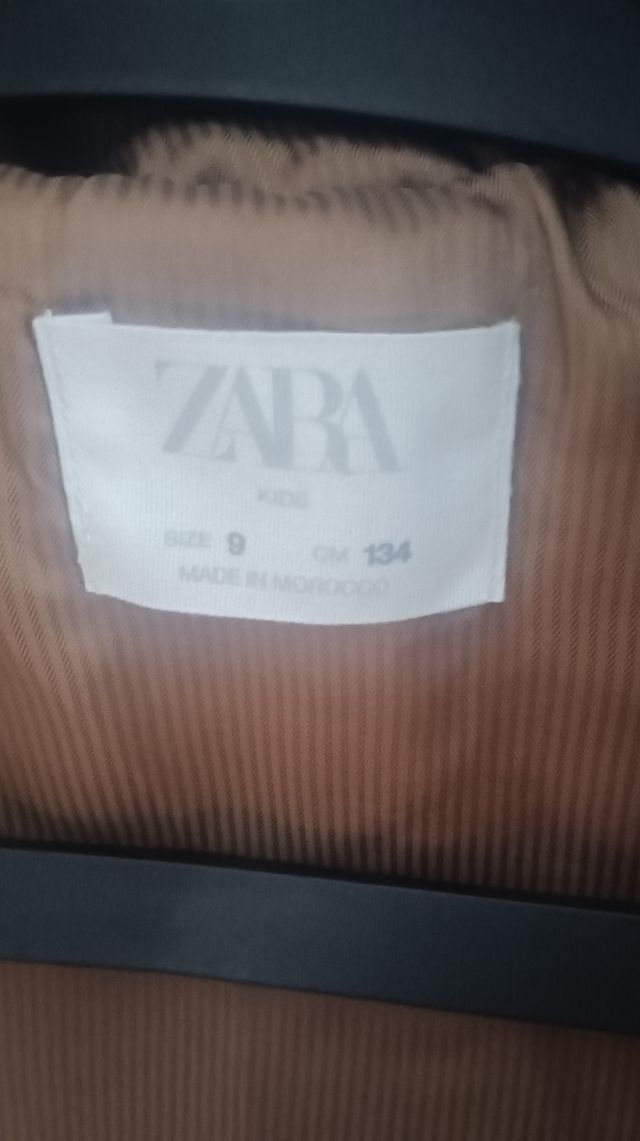 ZARA
KIDS
SIZE 9 CM 134
MADE IN MOROCCO